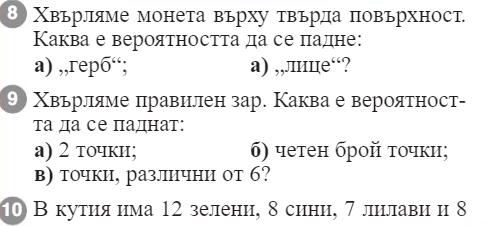 8 Хвърляме монета върху твърда повърхност.
Каква е вероятността да се падне:
а) „герб“; а) „лице“?
9 Хвърляме правилен зар. Каква е вероятност-
та да се паднат:
а) 2 точки; б) четен брой точки;
в) точки, различни от 6?
10 В кутия има 12 зелени, 8 сини, 7 лилави и 8